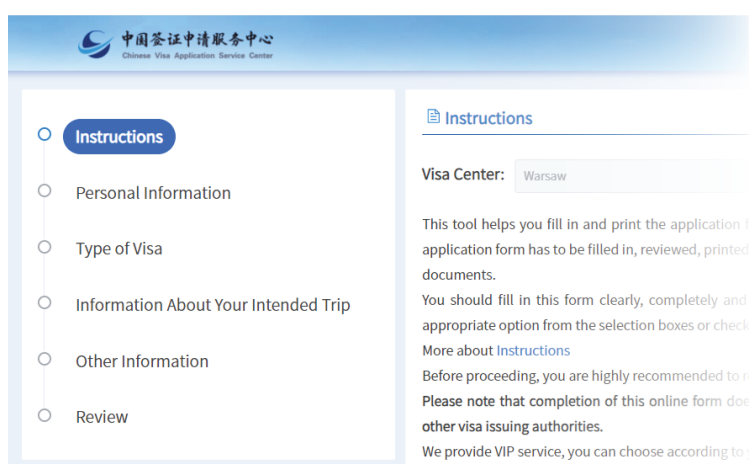 中国签证申请服务中心
Chinese Visa Application Service Center
Instructions
Personal Information
Type of Visa
Information About Your Intended Trip
Other Information
Review
Instructions
Visa Center: Warsaw
This tool helps you fill in and print the application
application form has to be filled in, reviewed, printed
documents.
You should fill in this form clearly, completely and
appropriate option from the selection boxes or check
More about Instructions
Before proceeding, you are highly recommended to
Please note that completion of this online form doe
other visa issuing authorities.
We provide VIP service, you can choose according to